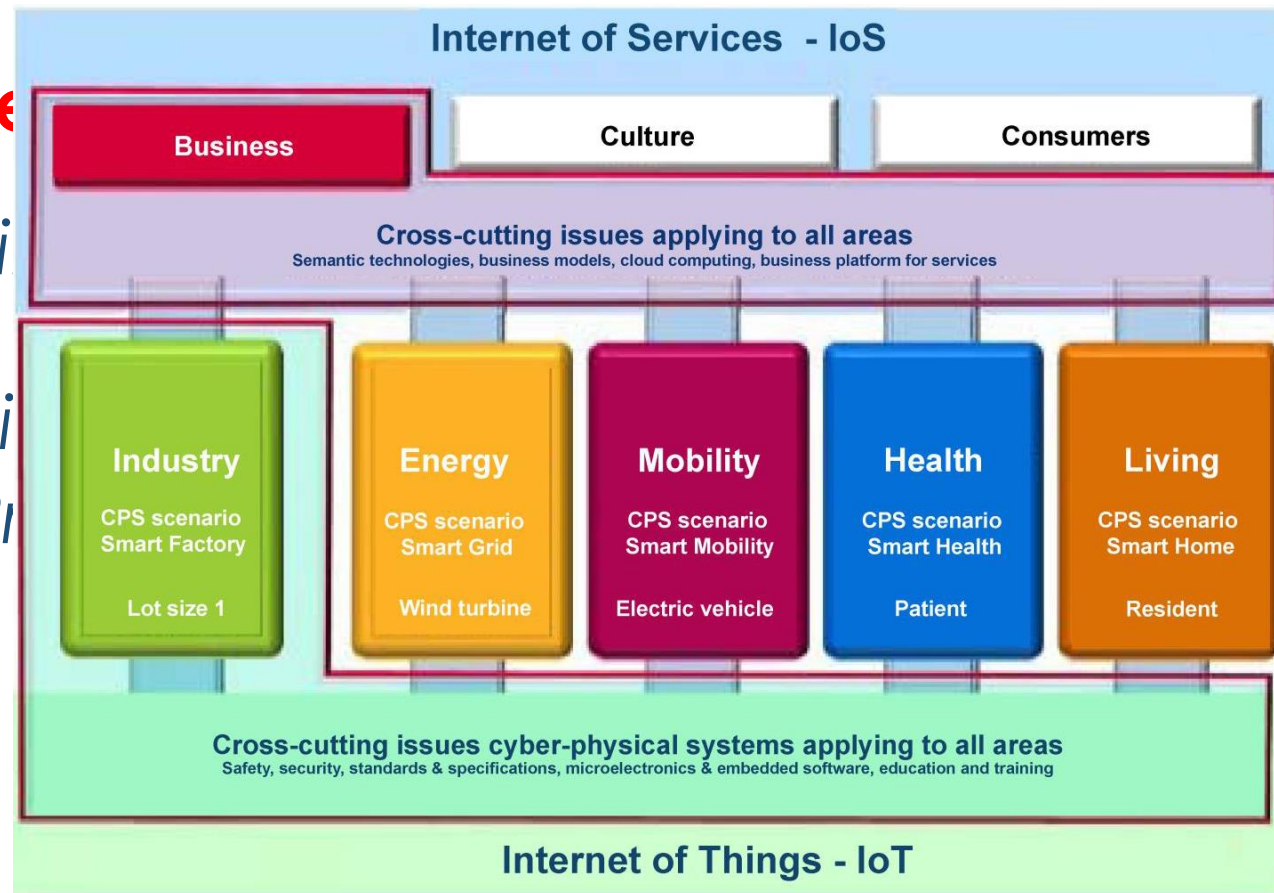 Internet of Services - IoS
Business
Culture
Consumers
Cross-cutting issues applying to all areas
Semantic technologies, business models, cloud computing, business platform for services
Industry
CPS scenario
Smart Factory
Lot size 1
Energy
CPS scenario
Smart Grid
Wind turbine
Mobility
CPS scenario
Smart Mobility
Electric vehicle
Health
CPS scenario
Smart Health
Patient
Living
CPS scenario
Smart Home
Resident
Cross-cutting issues cyber-physical systems applying to all areas
Safety, security, standards & specifications, microelectronics & embedded software, education and training
Internet of Things - IoT